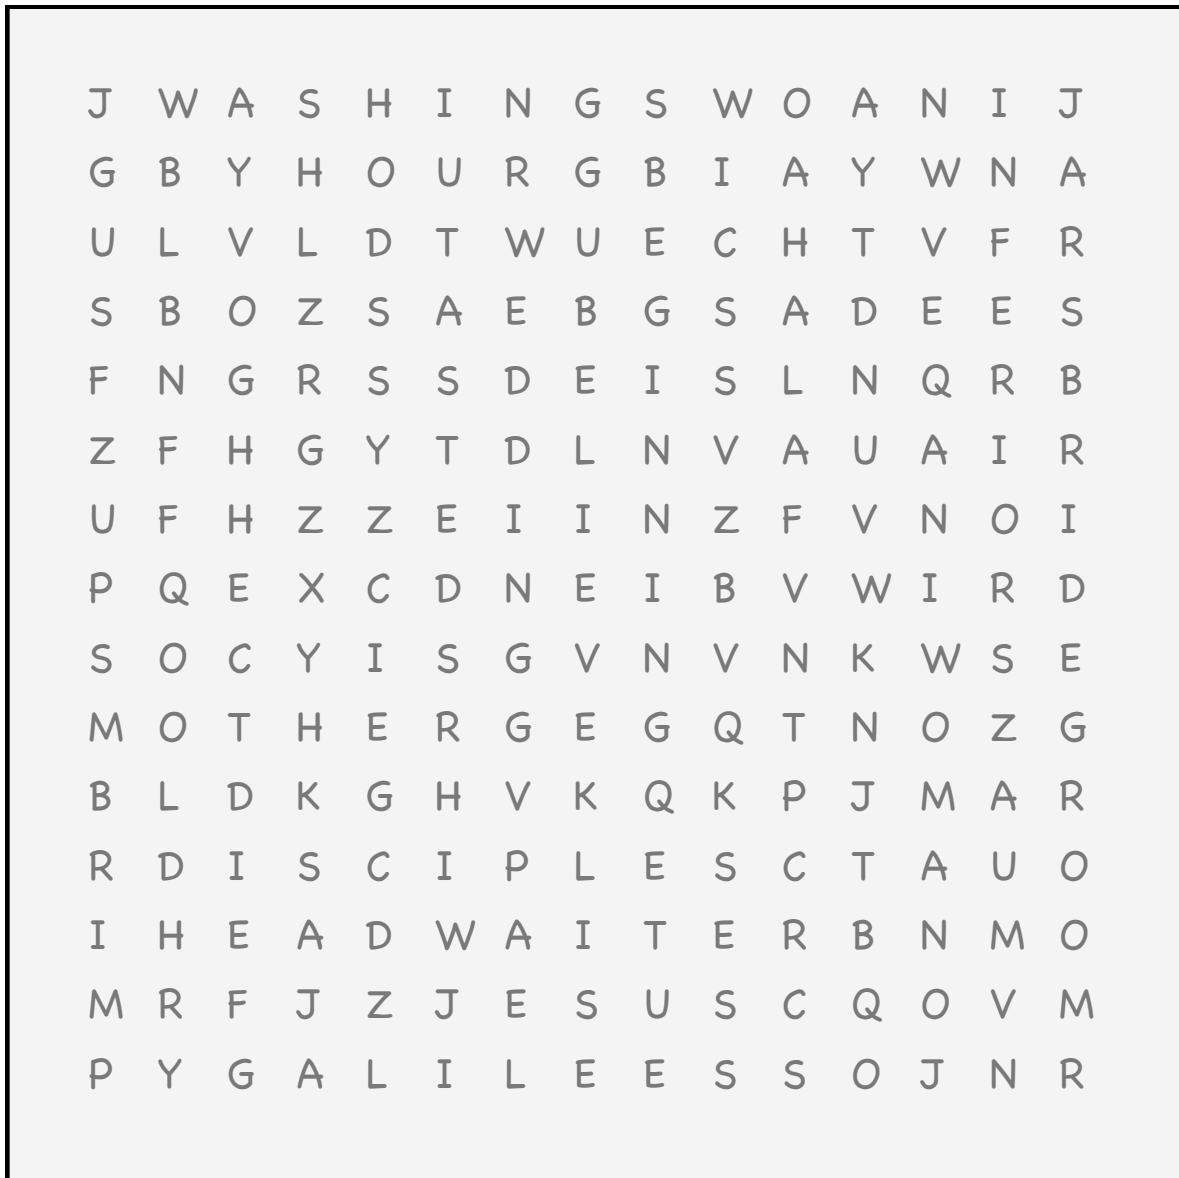 J W A S H I N G S W O A N I J
G B Y H O U R G B I A Y W N A
U L V L D T W U E C H T V F R
S B O Z S A E B G S A D E E S
F N G R S S D E I S L N Q R B
Z F H G Y T D L N V A U A I R
U F H Z Z E I I N Z F V N O I
P Q E X C D N E I B V W I R D
S O C Y I S G V N V N K W S E
M O T H E R G E G Q T N O Z G
B L D K G H V K Q K P J M A R
R D I S C I P L E S C T A U O
I H E A D W A I T E R B N M O
M R F J Z J E S U S C Q O V M
P Y G A L I L E E S S O J N R